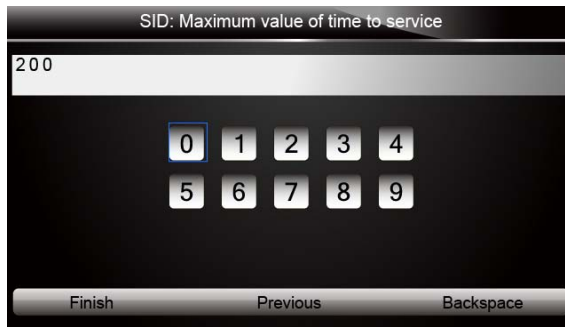 SID: Maximum value of time to service
200
0 1 2 3 4
5 6 7 8 9
Finish Previous Backspace